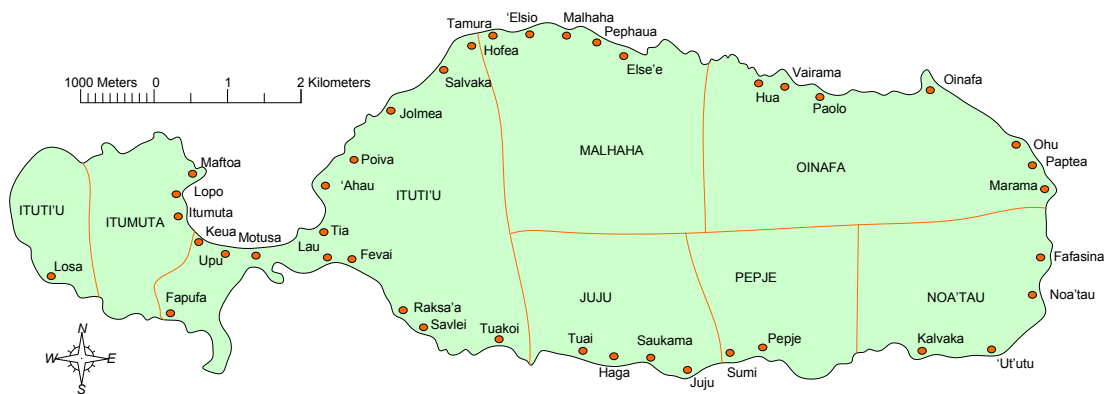 Tamura
‘Elsio
Malhaha
Pephaua
Hofea
Else’e
Salvaka
1000 Meters 0 1 2 Kilometers
Vairama
Hua
Paolo
Oinafa
Jolmea
Ohu
MALHAHA
Paptea
Poiva
OINAFA
Maftoa
‘Ahau
Marama
Lopo
ITUTI’U
ITUTI’U
Itumuta
ITUMUTA
Keua
Motusa
Tia
Lau
Upu
Fevai
Fafasina
Losa
PEPJE
Noa’tau
NOA’TAU
JUJU
Fapufa
Raksa’a
Savlei
Tuakoi
N
W E
S
Tuai
Saukama
Pepje
Kalvaka
Haga
Juju
Sumi
‘Ut’utu